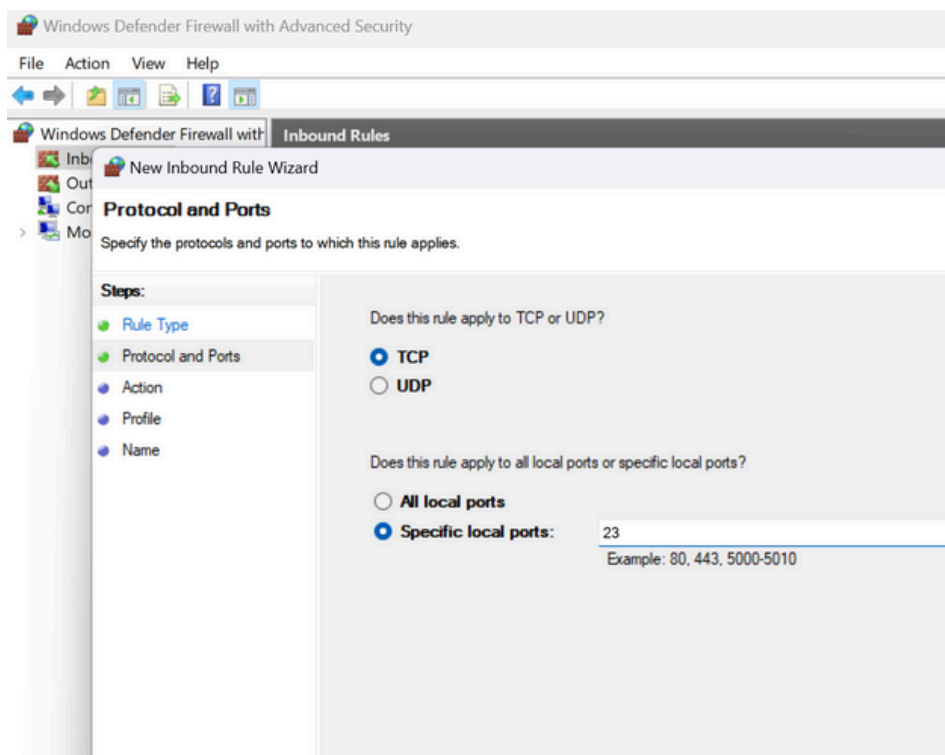 Windows Defender Firewall with Advanced Security
File Action View Help
Windows Defender Firewall with
Inbound Rules
Inb
New Inbound Rule Wizard
Out
Con
Protocol and Ports
Mo
Specify the protocols and ports to which this rule applies.
Steps:
Rule Type
Protocol and Ports
Action
Profile
Name
Does this rule apply to TCP or UDP?
TCP
UDP
Does this rule apply to all local ports or specific local ports?
All local ports
Specific local ports: 23
Example: 80, 443, 5000-5010